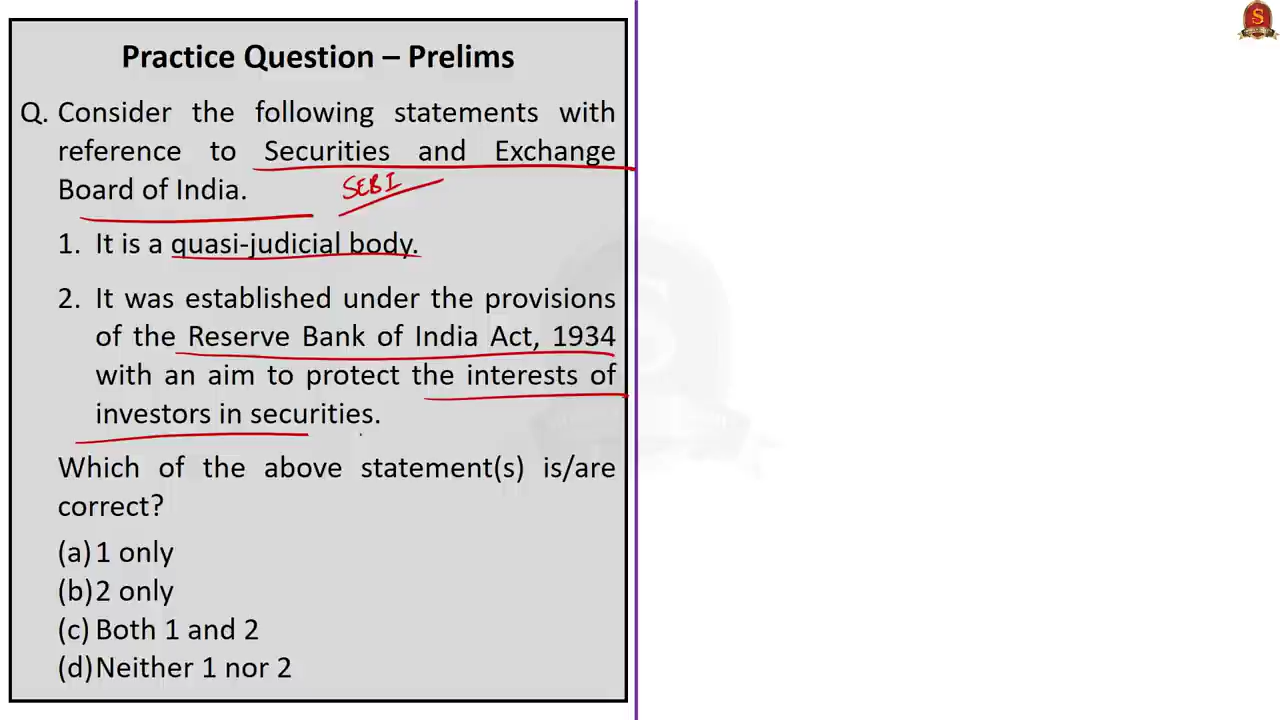 Practice Question – Prelims
Q. Consider the following statements with
reference to Securities and Exchange
Board of India.
SEBI
1. It is a quasi-judicial body.
2. It was established under the provisions
of the Reserve Bank of India Act, 1934
with an aim to protect the interests of
investors in securities.
Which of the above statement(s) is/are
correct?
(a) 1 only
(b) 2 only
(c) Both 1 and 2
(d) Neither 1 nor 2
S